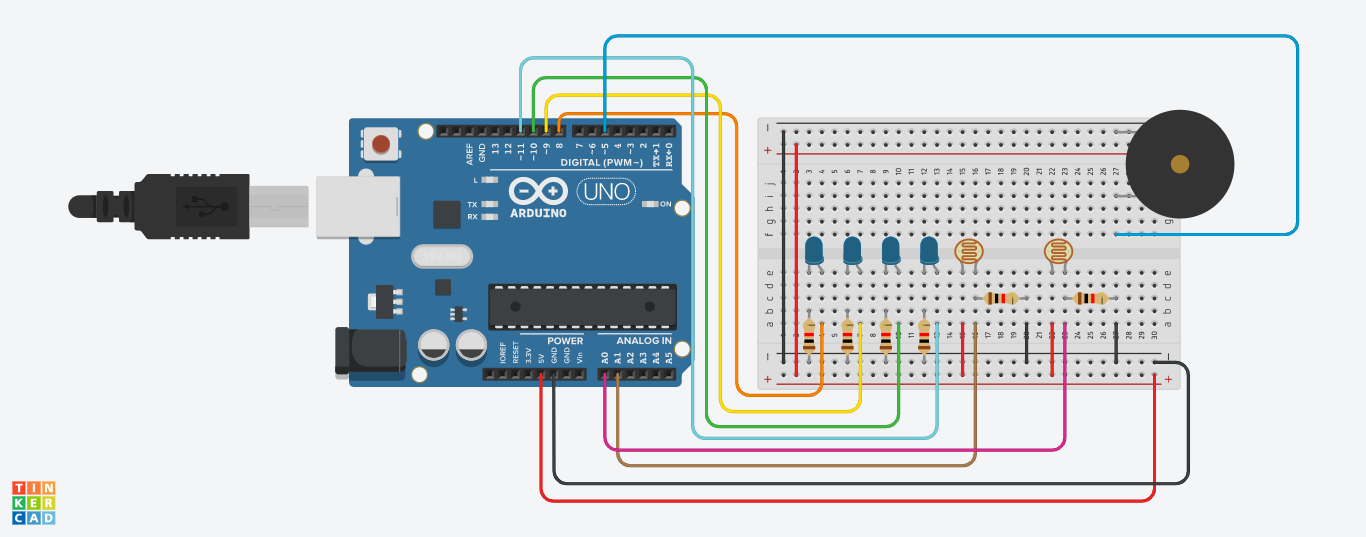 AREF
GND
13
12
~11
~10
~9
8
7
~6
~5
4
~3
2
TX→1
RX←0
DIGITAL (PWM~)
L
TX
RX
ARDUINO
UNO
ON
POWER
ANALOG IN
IOREF
RESET
3.3V
5V
GND
GND
Vin
A0
A1
A2
A3
A4
A5
j
i
h
g
f
e
d
c
b
a
TIN
KER
CAD